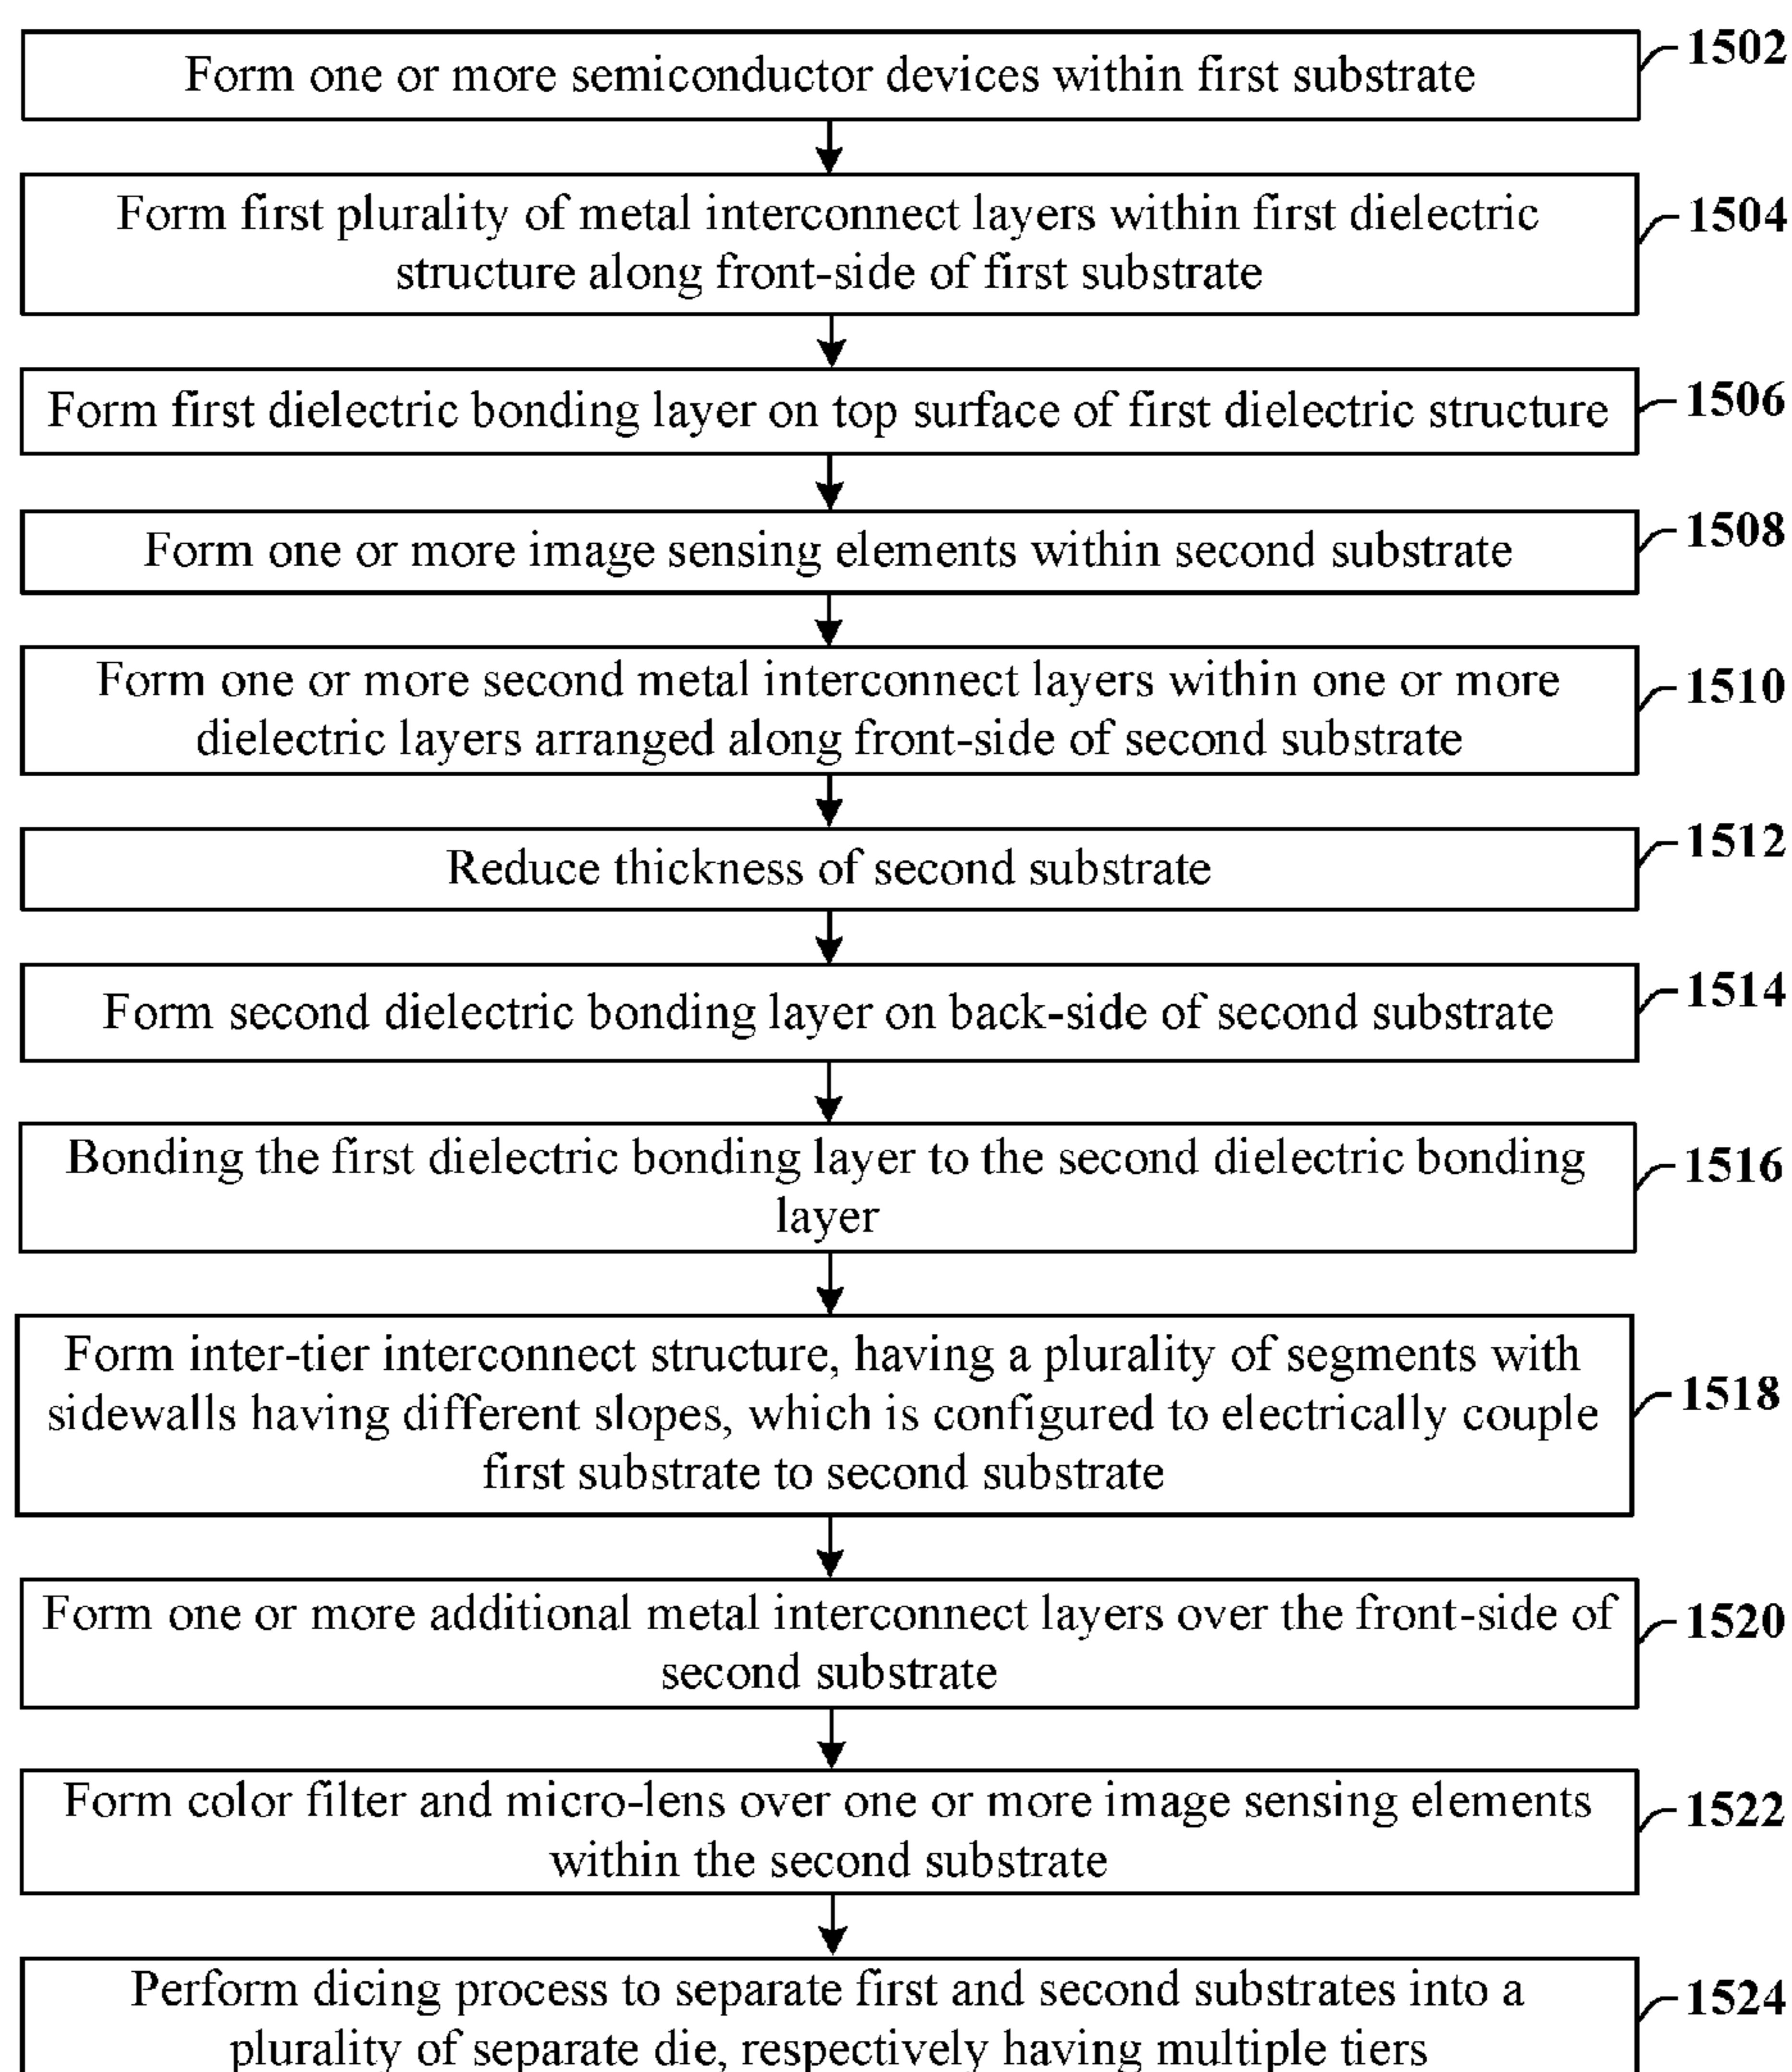 Form one or more semiconductor devices within first substrate
1502
Form first plurality of metal interconnect layers within first dielectric
structure along front-side of first substrate
1504
Form first dielectric bonding layer on top surface of first dielectric structure
1506
Form one or more image sensing elements within second substrate
1508
Form one or more second metal interconnect layers within one or more
dielectric layers arranged along front-side of second substrate
1510
Reduce thickness of second substrate
1512
Form second dielectric bonding layer on back-side of second substrate
1514
Bonding the first dielectric bonding layer to the second dielectric bonding
layer
1516
Form inter-tier interconnect structure, having a plurality of segments with
sidewalls having different slopes, which is configured to electrically couple
first substrate to second substrate
1518
Form one or more additional metal interconnect layers over the front-side of
second substrate
1520
Form color filter and micro-lens over one or more image sensing elements
within the second substrate
1522
Perform dicing process to separate first and second substrates into a
plurality of separate die, respectively having multiple tiers
1524